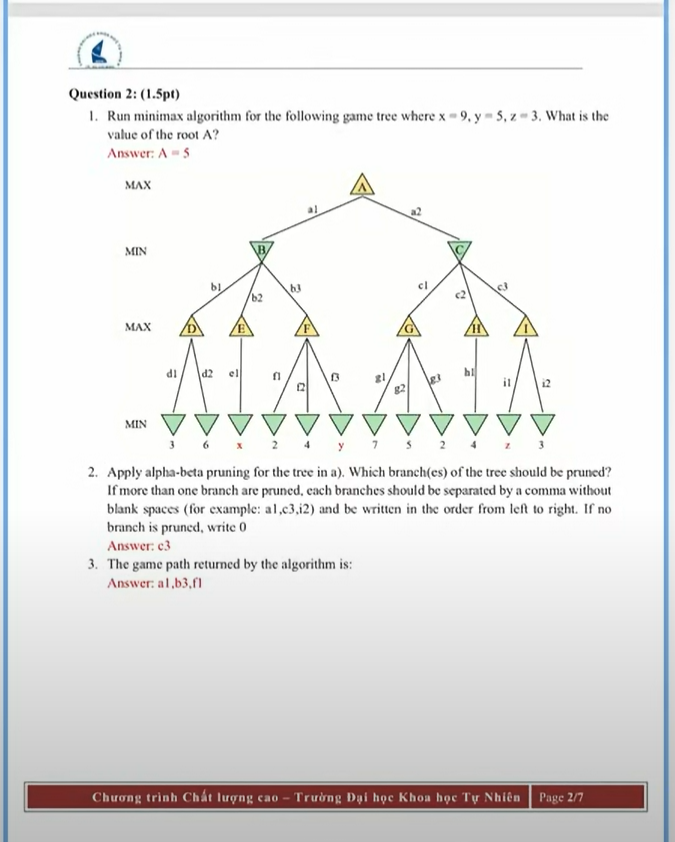 Question 2: (1.5pt)
1. Run minimax algorithm for the following game tree where x = 9, y = 5, z = 3. What is the
value of the root A?
Answer: A = 5
MAX
A
a1 a2
MIN
B C
b1 b2 b3 c1 c2 c3
MAX
D E F G H I
d1 d2 e1 f1 f2 f3 g1 g2 g3 h1 i1 i2
MIN
3 6 x 2 4 y 7 5 2 4 z 3
2. Apply alpha-beta pruning for the tree in a). Which branch(es) of the tree should be pruned?
If more than one branch are pruned, each branches should be separated by a comma without
blank spaces (for example: a1,c3,i2) and be written in the order from left to right. If no
branch is pruned, write 0
Answer: c3
3. The game path returned by the algorithm is:
Answer: a1,b3,f1
Chương trình Chất lượng cao – Trường Đại học Khoa học Tự Nhiên Page 2/7